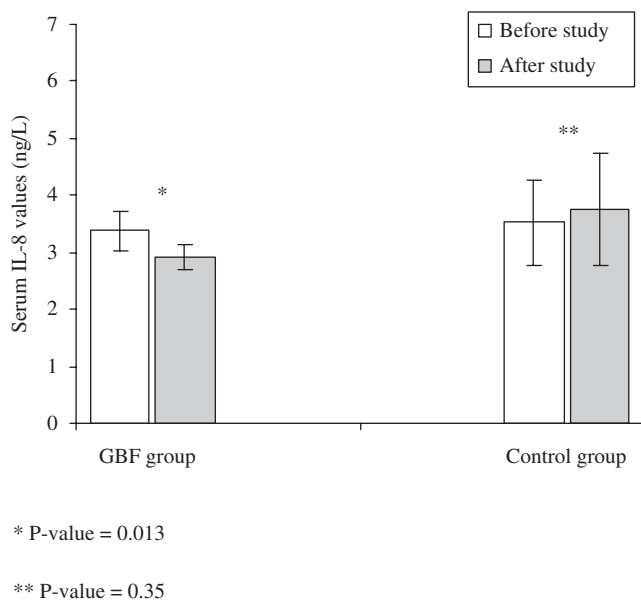 7
6
5
4
3
2
1
0
Serum IL-8 values (ng/L)
Before study
After study
*
**
GBF group
Control group
* P-value = 0.013
** P-value = 0.35